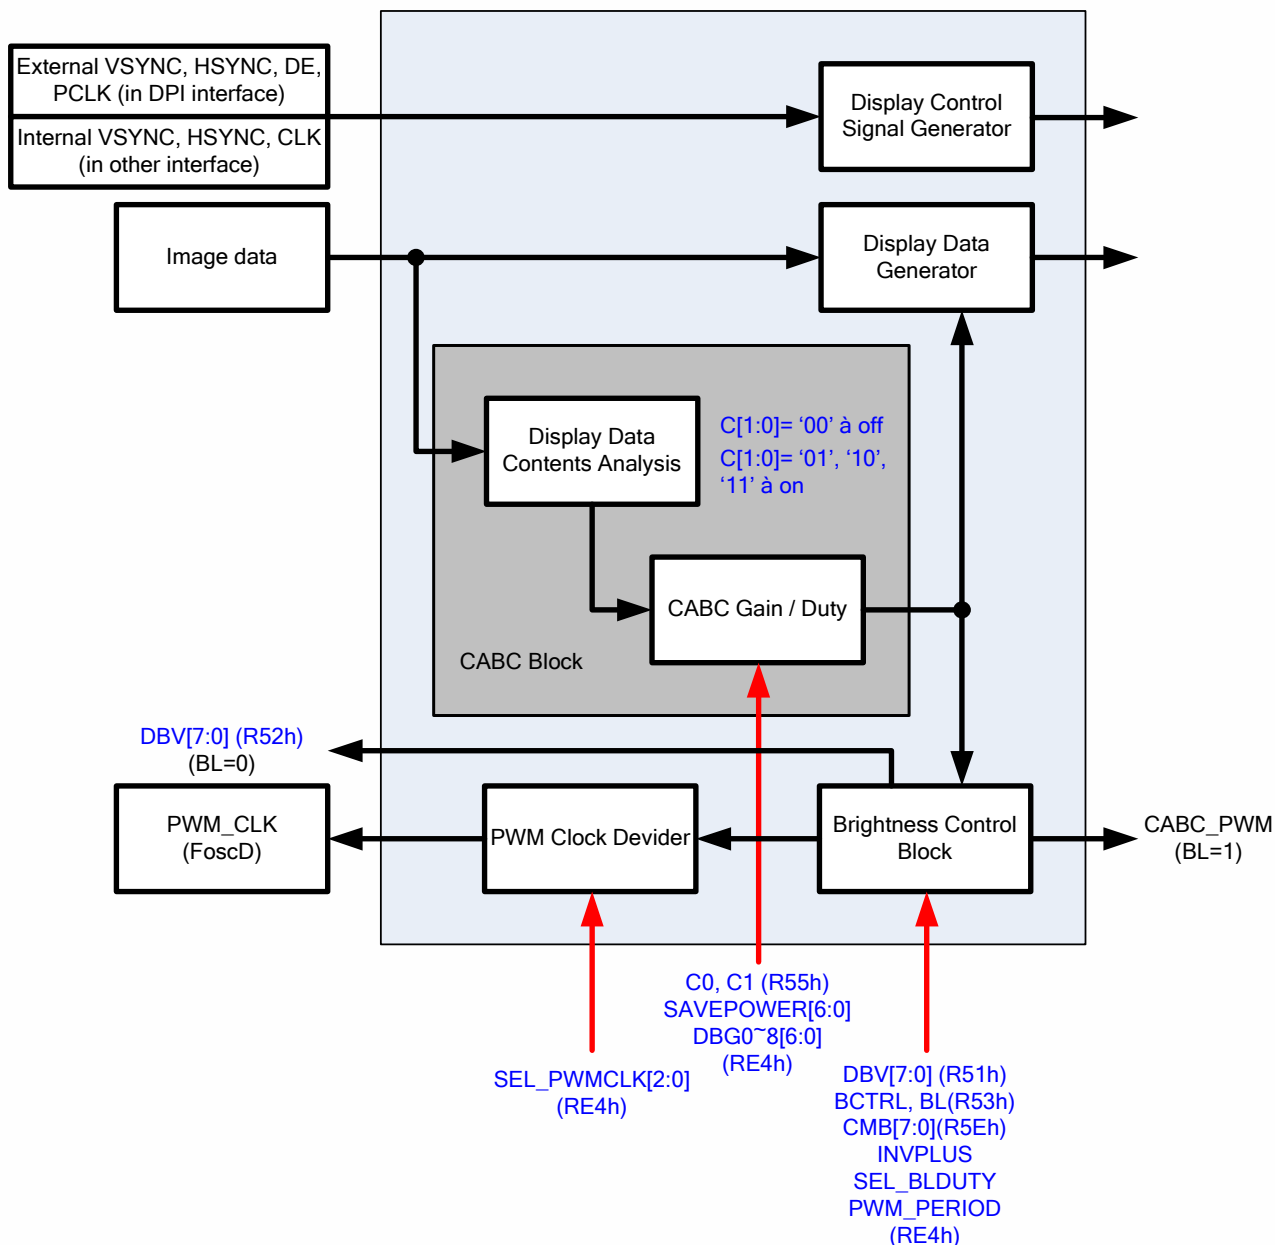 External VSYNC, HSYNC, DE,
PCLK (in DPI interface)
Internal VSYNC, HSYNC, CLK
(in other interface)
Display Control
Signal Generator
Image data
Display Data
Generator
Display Data
Contents Analysis
C[1:0]= ‘00’ à off
C[1:0]= ‘01’, ‘10’,
‘11’ à on
CABC Gain / Duty
CABC Block
DBV[7:0] (R52h)
(BL=0)
PWM_CLK
(FoscD)
PWM Clock Devider
Brightness Control
Block
CABC_PWM
(BL=1)
C0, C1 (R55h)
SAVEPOWER[6:0]
DBG0~8[6:0]
(RE4h)
SEL_PWMCLK[2:0]
(RE4h)
DBV[7:0] (R51h)
BCTRL, BL(R53h)
CMB[7:0](R5Eh)
INVPLUS
SEL_BLDUTY
PWM_PERIOD
(RE4h)